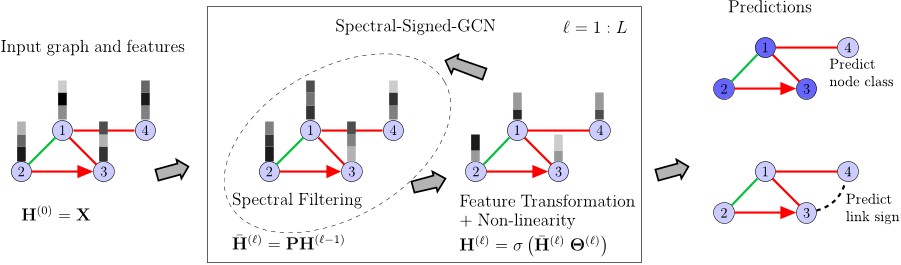 Input graph and features
1
4
2
3
H^(0) = X
Spectral-Signed-GCN
ℓ = 1 : L
1
4
2
3
Spectral Filtering
H̄^(ℓ) = PH^(ℓ−1)
1
4
2
3
Feature Transformation
+ Non-linearity
H^(ℓ) = σ (H̄^(ℓ) Θ^(ℓ))
Predictions
1
4
2
3
Predict
node class
1
4
2
3
Predict
link sign